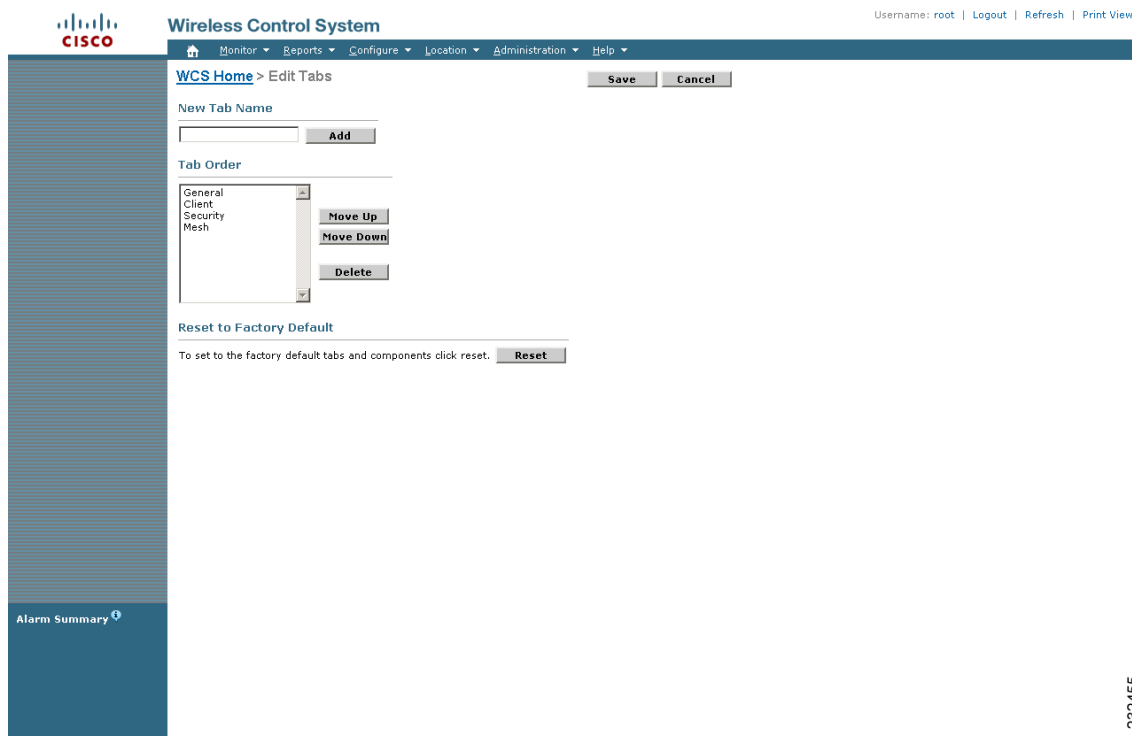 CISCO
Wireless Control System
Username: root | Logout | Refresh | Print View
Monitor Reports Configure Location Administration Help
WCS Home > Edit Tabs
Save Cancel
New Tab Name
Add
Tab Order
General
Client
Security
Mesh
Move Up
Move Down
Delete
Reset to Factory Default
To set to the factory default tabs and components click reset. Reset
Alarm Summary